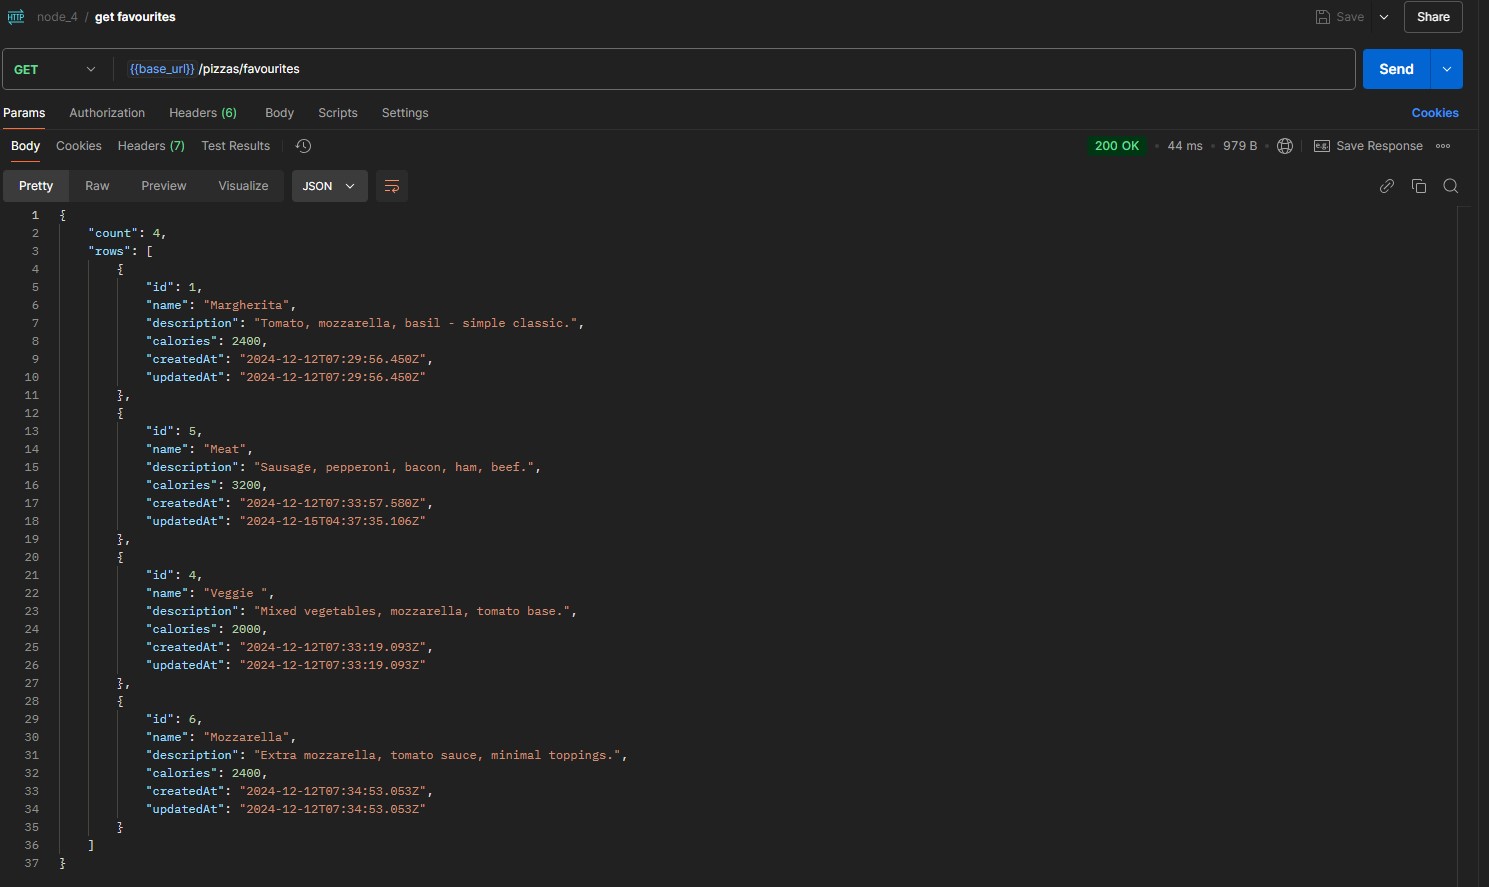 HTTP node_4 / get favourites Save Share
GET {{base_url}} /pizzas/favourites Send
Params Authorization Headers (6) Body Scripts Settings Cookies
Body Cookies Headers (7) Test Results 200 OK • 44 ms • 979 B • e.g. Save Response
Pretty Raw Preview Visualize JSON
1 {
2 "count": 4,
3 "rows": [
4 {
5 "id": 1,
6 "name": "Margherita",
7 "description": "Tomato, mozzarella, basil - simple classic.",
8 "calories": 2400,
9 "createdAt": "2024-12-12T07:29:56.450Z",
10 "updatedAt": "2024-12-12T07:29:56.450Z"
11 },
12 {
13 "id": 5,
14 "name": "Meat",
15 "description": "Sausage, pepperoni, bacon, ham, beef.",
16 "calories": 3200,
17 "createdAt": "2024-12-12T07:33:57.580Z",
18 "updatedAt": "2024-12-15T04:37:35.106Z"
19 },
20 {
21 "id": 4,
22 "name": "Veggie ",
23 "description": "Mixed vegetables, mozzarella, tomato base.",
24 "calories": 2000,
25 "createdAt": "2024-12-12T07:33:19.093Z",
26 "updatedAt": "2024-12-12T07:33:19.093Z"
27 },
28 {
29 "id": 6,
30 "name": "Mozzarella",
31 "description": "Extra mozzarella, tomato sauce, minimal toppings.",
32 "calories": 2400,
33 "createdAt": "2024-12-12T07:34:53.053Z",
34 "updatedAt": "2024-12-12T07:34:53.053Z"
35 }
36 ]
37 }